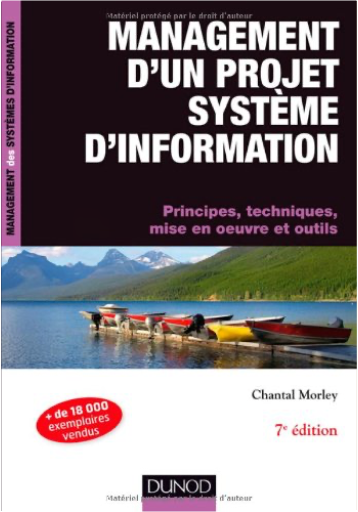 Matériel protégé par le droit d'auteur
MANAGEMENT des SYSTÈMES D'INFORMATION
MANAGEMENT
D'UN PROJET
SYSTÈME
D'INFORMATION
Principes, techniques,
mise en oeuvre et outils
Chantal Morley
+ de 18 000
exemplaires
vendus
7e édition
DUNOD
Matériel protégé par le droit d'auteur